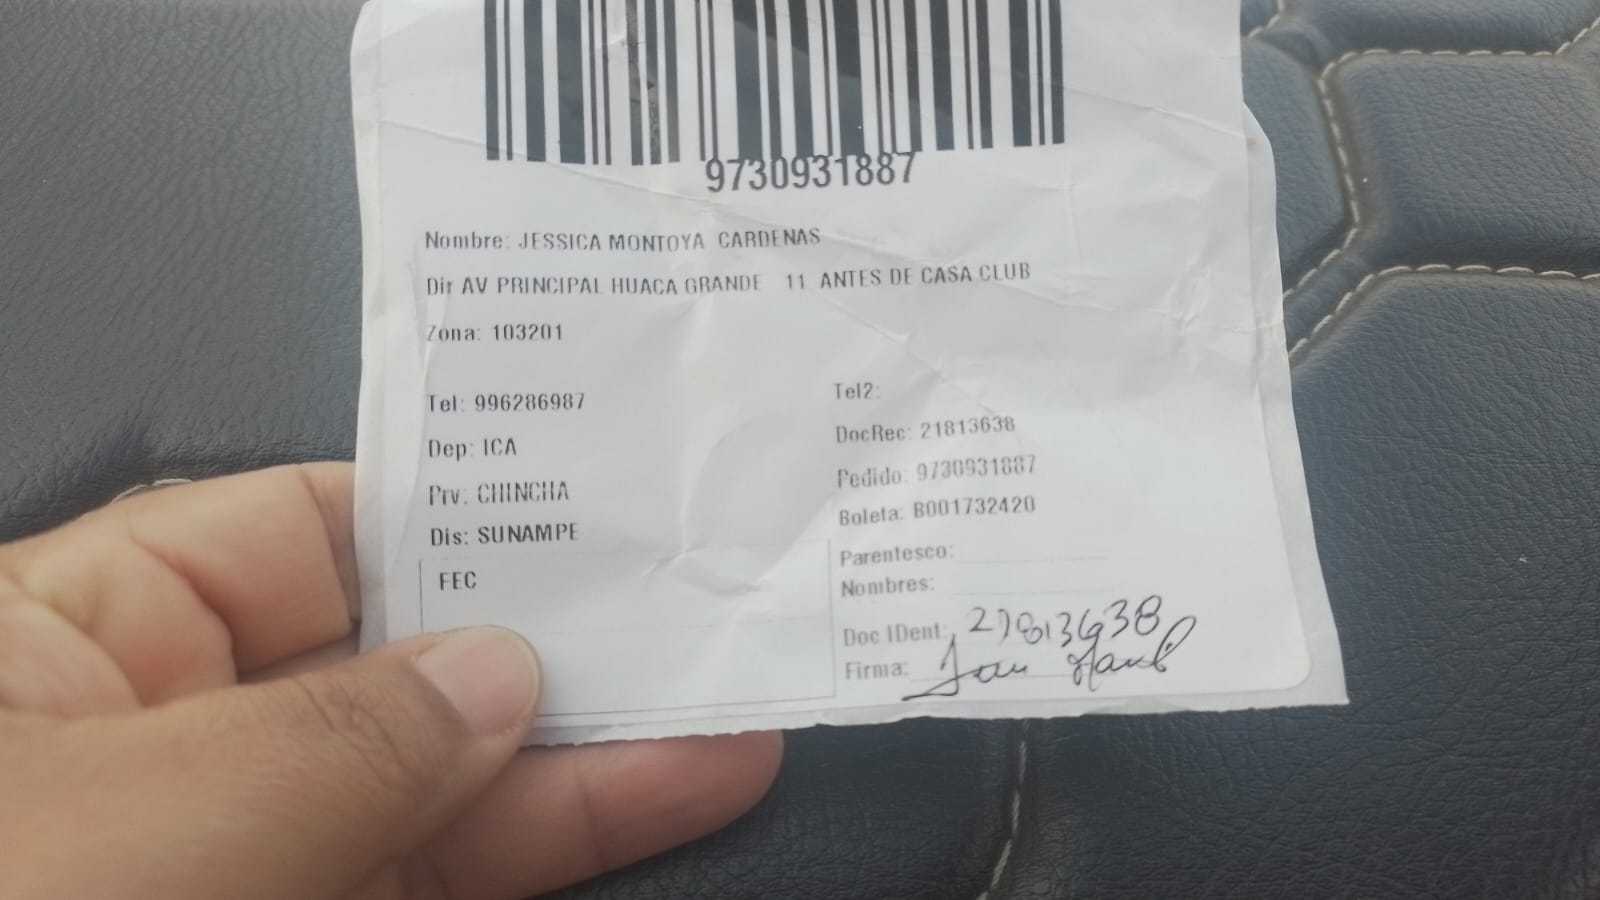 9730931887
Nombre: JESSICA MONTOYA CARDENAS
Dir AV PRINCIPAL HUACA GRANDE 11 ANTES DE CASA CLUB
Zona: 103201
Tel: 996286987
Dep: ICA
Prv: CHINCHA
Dis: SUNAMPE
FEC
Tel2:
DocRec: 21813638
Pedido: 9730931887
Boleta: B001732420
Parentesco:
Nombres:
Doc IDent: 21813638
Firma: